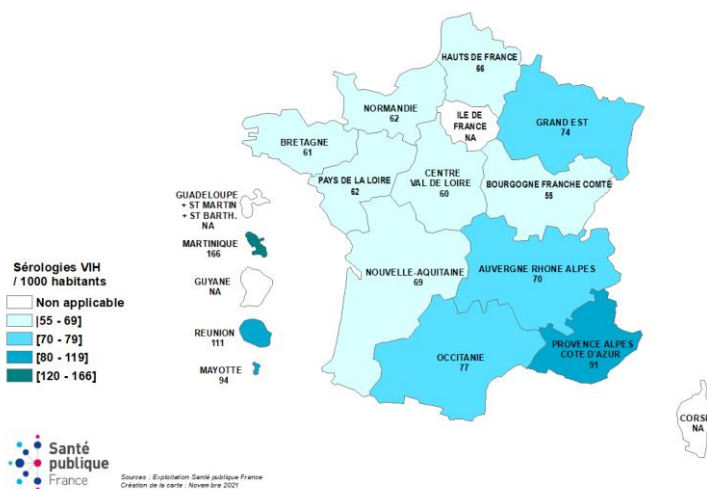 HAUTS DE FRANCE
66
NORMANDIE
62
ILE DE
FRANCE
NA
GRAND EST
74
BRETAGNE
61
PAYS DE LA LOIRE
62
CENTRE
VAL DE LOIRE
60
BOURGOGNE FRANCHE COMTÉ
55
GUADELOUPE
+ ST MARTIN
+ ST BARTH.
NA
MARTINIQUE
166
GUYANE
NA
REUNION
111
MAYOTTE
94
NOUVELLE-AQUITAINE
69
AUVERGNE RHONE ALPES
70
OCCITANIE
77
PROVENCE ALPES
COTE D'AZUR
91
CORSE
NA
Sérologies VIH
/ 1000 habitants
Non applicable
[55 - 69]
[70 - 79]
[80 - 119]
[120 - 166]
Santé
publique
France
Sources : Exploitation Santé publique France
Création de la carte : Novembre 2021